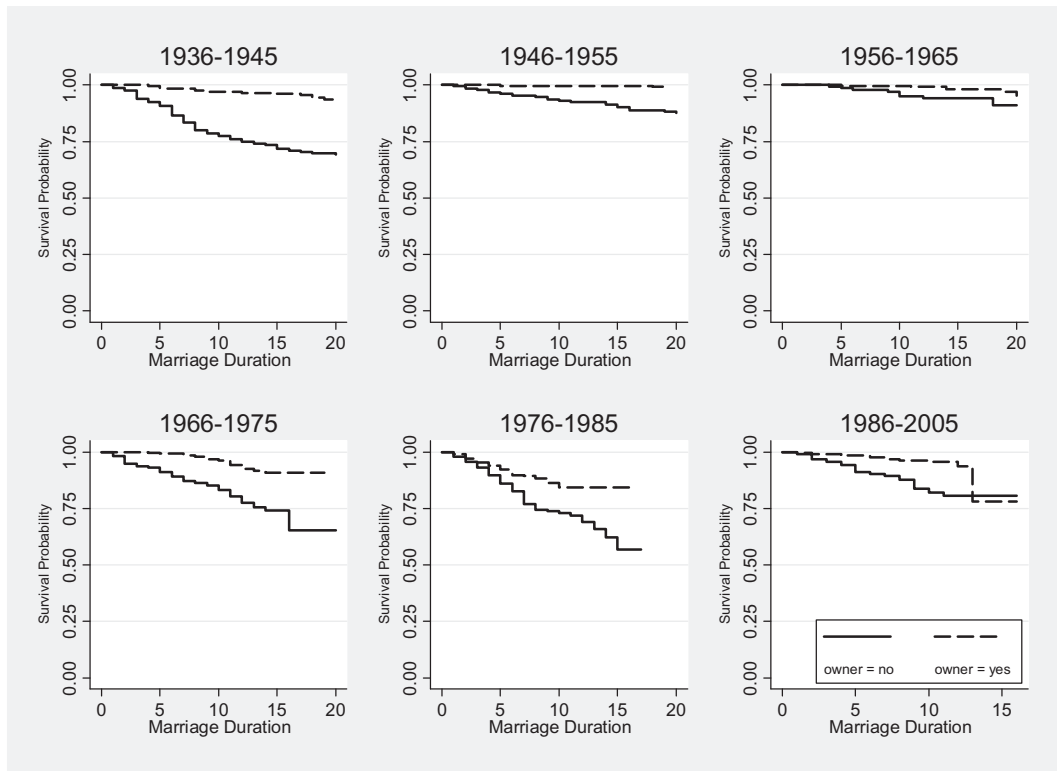 1936-1945
1946-1955
1956-1965
Survival Probability
0.00 0.25 0.50 0.75 1.00
0 5 10 15 20
Marriage Duration
Survival Probability
0.00 0.25 0.50 0.75 1.00
0 5 10 15 20
Marriage Duration
Survival Probability
0.00 0.25 0.50 0.75 1.00
0 5 10 15 20
Marriage Duration
1966-1975
1976-1985
1986-2005
Survival Probability
0.00 0.25 0.50 0.75 1.00
0 5 10 15 20
Marriage Duration
Survival Probability
0.00 0.25 0.50 0.75 1.00
0 5 10 15 20
Marriage Duration
Survival Probability
0.00 0.25 0.50 0.75 1.00
0 5 10 15
Marriage Duration
owner = no owner = yes